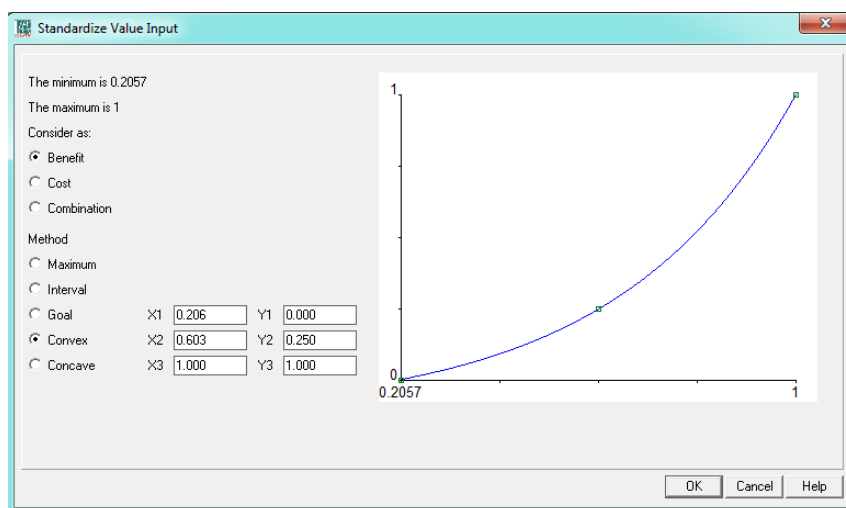 Standardize Value Input
The minimum is 0.2057
The maximum is 1
Consider as:
Benefit
Cost
Combination
Method
Maximum
Interval
Goal X1 0.206 Y1 0.000
Convex X2 0.603 Y2 0.250
Concave X3 1.000 Y3 1.000
1
0
0.2057 1
OK Cancel Help